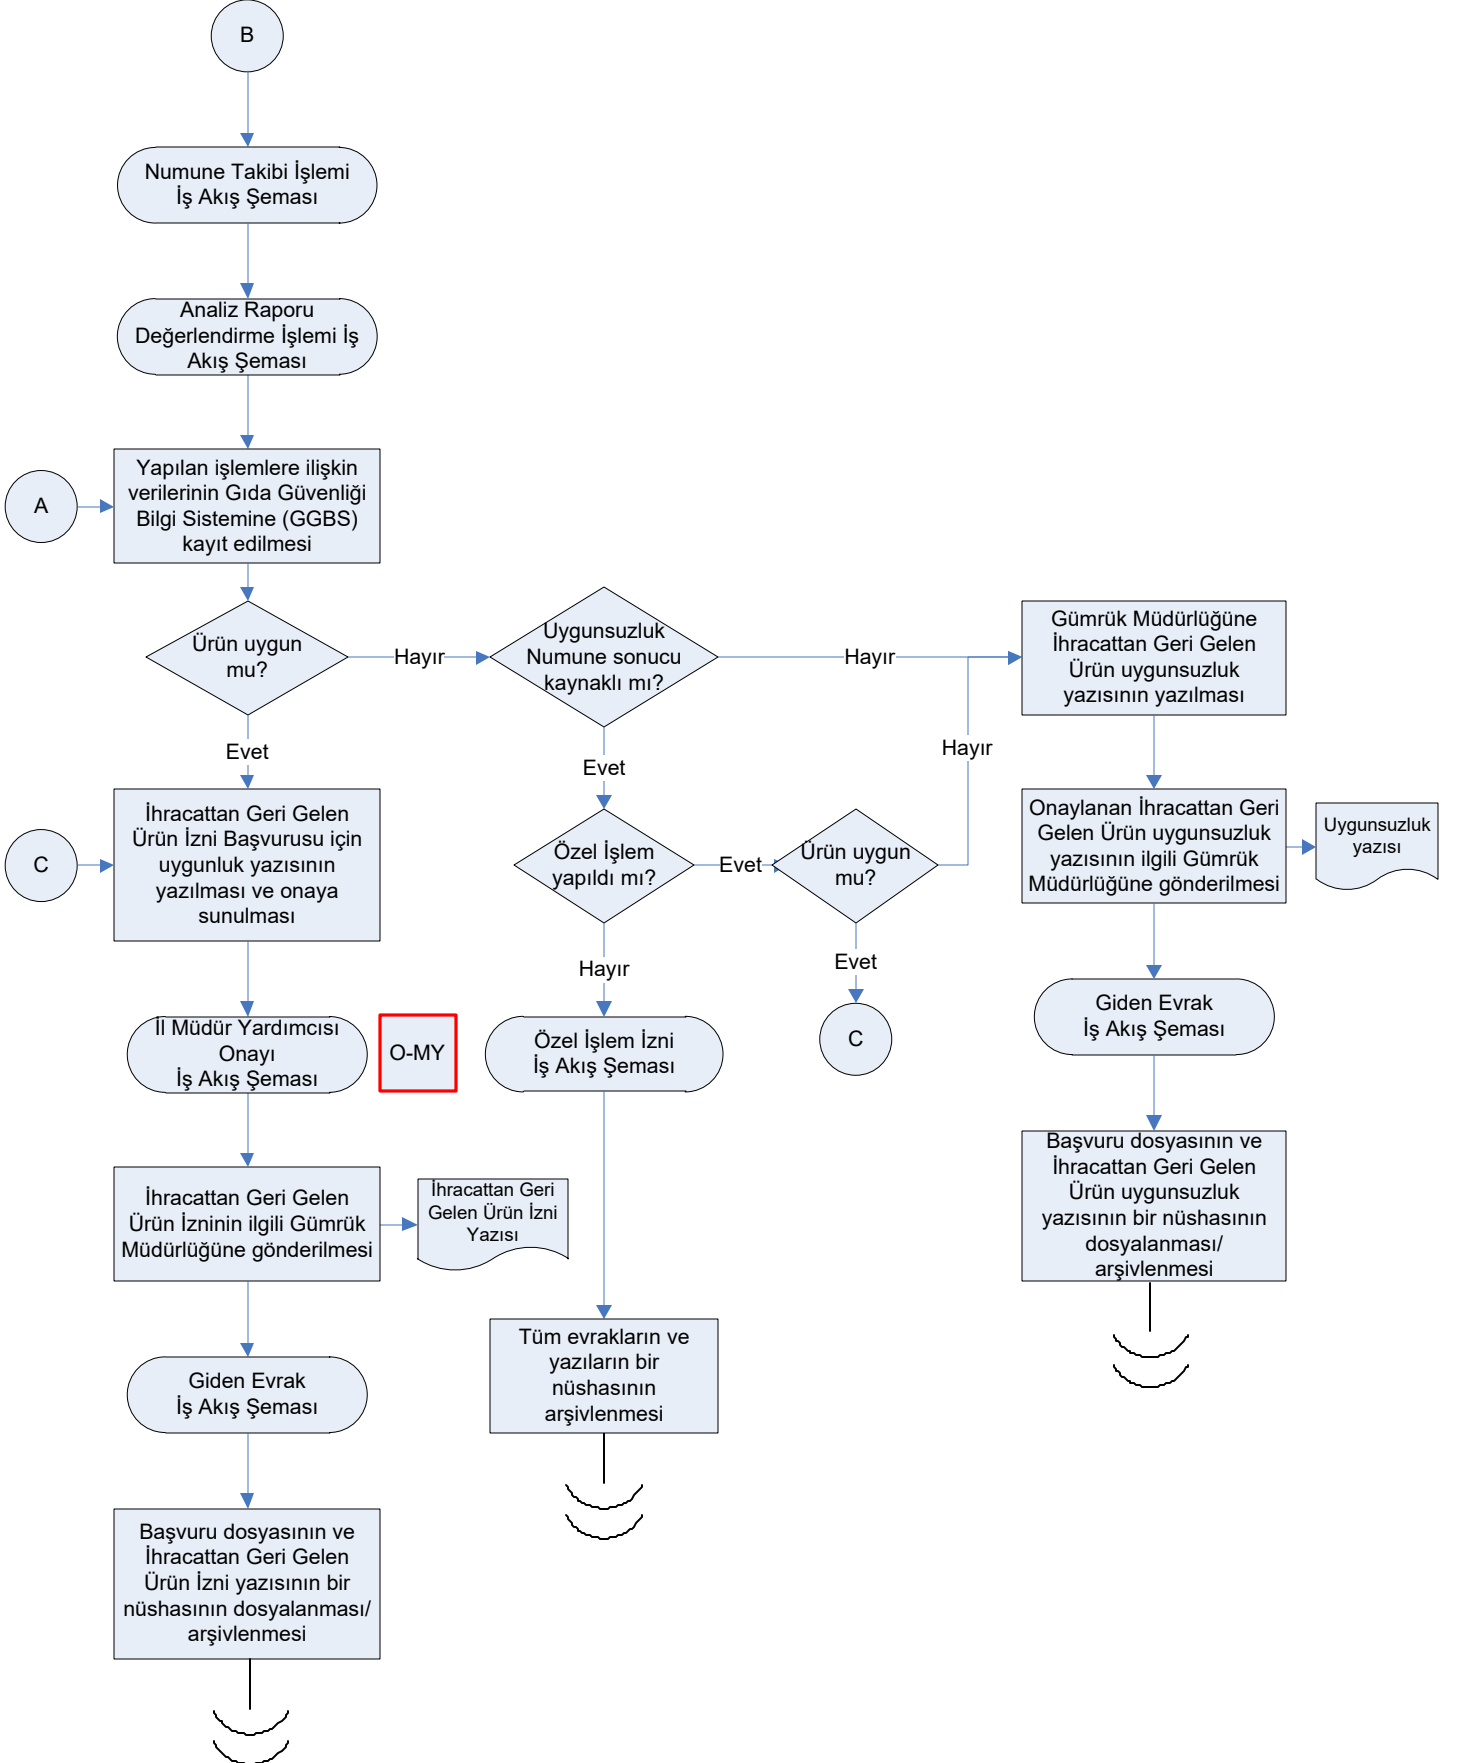 B
Numune Takibi İşlemi
İş Akış Şeması
Analiz Raporu
Değerlendirme İşlemi İş
Akış Şeması
A
Yapılan işlemlere ilişkin
verilerinin Gıda Güvenliği
Bilgi Sistemine (GGBS)
kayıt edilmesi
Ürün uygun
mu?
Hayır
Uygunsuzluk
Numune sonucu
kaynaklı mı?
Hayır
Gümrük Müdürlüğüne
İhracattan Geri Gelen
Ürün uygunsuzluk
yazısının yazılması
Evet
Evet
Hayır
C
İhracattan Geri Gelen
Ürün İzni Başvurusu için
uygunluk yazısının
yazılması ve onaya
sunulması
Özel İşlem
yapıldı mı?
Evet
Ürün uygun
mu?
Onaylanan İhracattan Geri
Gelen Ürün uygunsuzluk
yazısının ilgili Gümrük
Müdürlüğüne gönderilmesi
Uygunsuzluk
yazısı
Hayır
Evet
İl Müdür Yardımcısı
Onayı
İş Akış Şeması
O-MY
Özel İşlem İzni
İş Akış Şeması
C
Giden Evrak
İş Akış Şeması
İhracattan Geri Gelen
Ürün İzninin ilgili Gümrük
Müdürlüğüne gönderilmesi
İhracattan Geri
Gelen Ürün İzni
Yazısı
Başvuru dosyasının ve
İhracattan Geri Gelen
Ürün uygunsuzluk
yazısının bir nüshasının
dosyalanması/
arşivlenmesi
Giden Evrak
İş Akış Şeması
Tüm evrakların ve
yazıların bir
nüshasının
arşivlenmesi
Başvuru dosyasının ve
İhracattan Geri Gelen
Ürün İzni yazısının bir
nüshasının dosyalanması/
arşivlenmesi